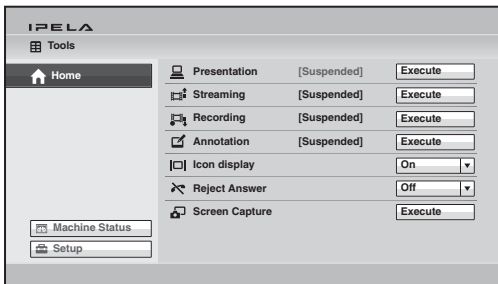 IPELA
Tools
Home
Presentation [Suspended] Execute
Streaming [Suspended] Execute
Recording [Suspended] Execute
Annotation [Suspended] Execute
Icon display On
Reject Answer Off
Screen Capture Execute
Machine Status
Setup